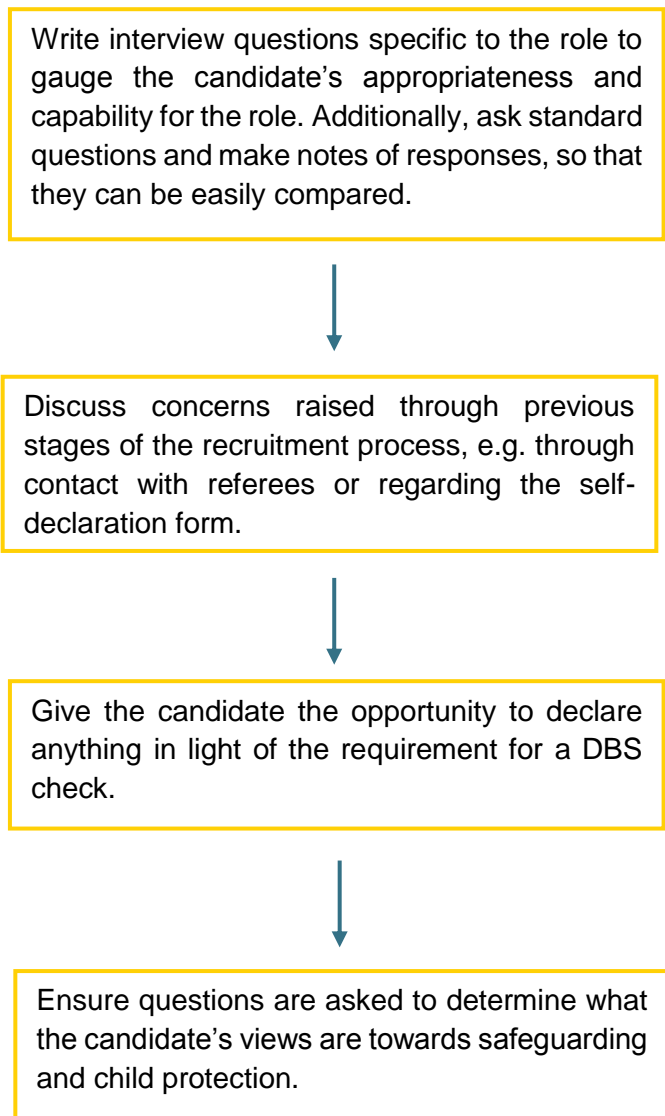 Write interview questions specific to the role to
gauge the candidate’s appropriateness and
capability for the role. Additionally, ask standard
questions and make notes of responses, so that
they can be easily compared.
Discuss concerns raised through previous
stages of the recruitment process, e.g. through
contact with referees or regarding the self-
declaration form.
Give the candidate the opportunity to declare
anything in light of the requirement for a DBS
check.
Ensure questions are asked to determine what
the candidate’s views are towards safeguarding
and child protection.